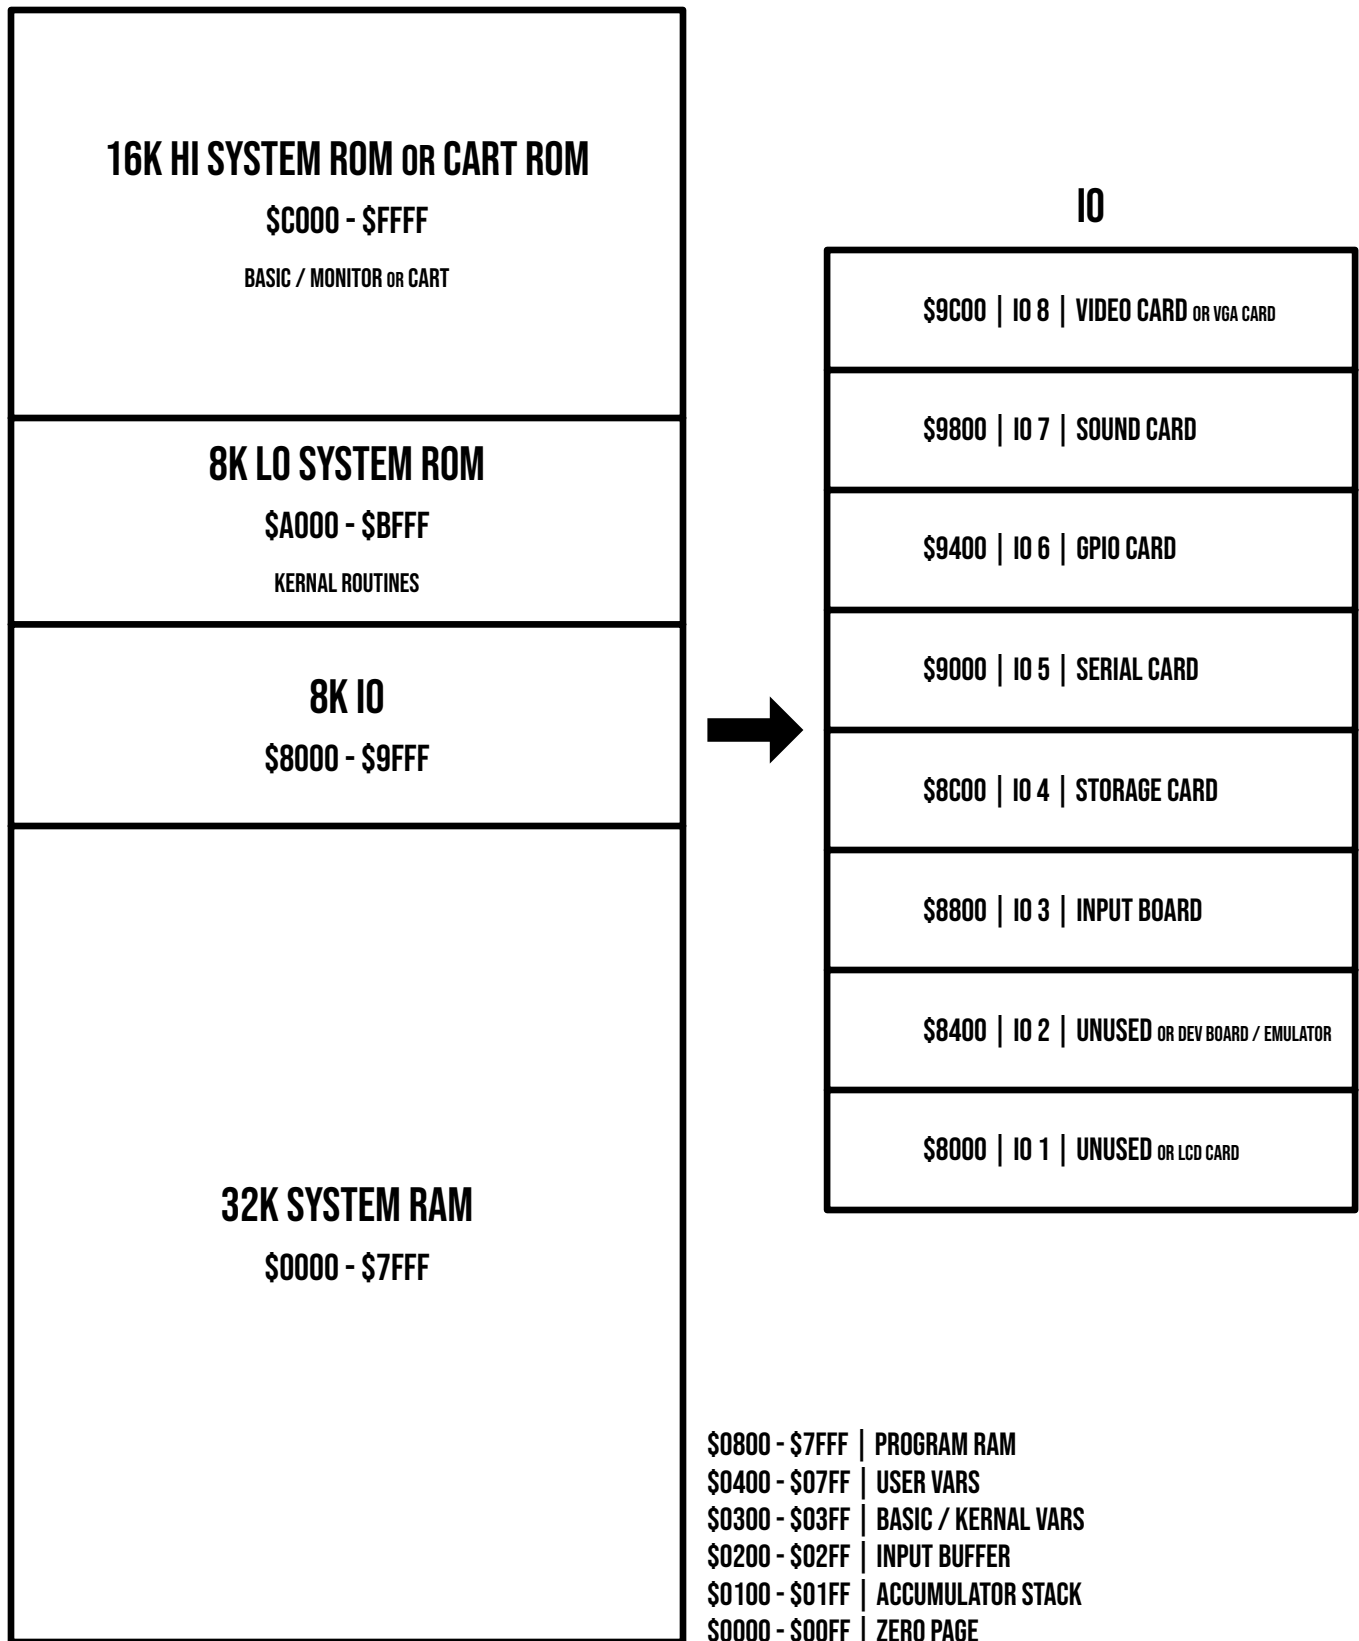 16K HI SYSTEM ROM OR CART ROM
$C000 - $FFFF
BASIC / MONITOR OR CART
8K LO SYSTEM ROM
$A000 - $BFFF
KERNAL ROUTINES
8K IO
$8000 - $9FFF
32K SYSTEM RAM
$0000 - $7FFF
IO
$9C00 | IO 8 | VIDEO CARD OR VGA CARD
$9800 | IO 7 | SOUND CARD
$9400 | IO 6 | GPIO CARD
$9000 | IO 5 | SERIAL CARD
$8C00 | IO 4 | STORAGE CARD
$8800 | IO 3 | INPUT BOARD
$8400 | IO 2 | UNUSED OR DEV BOARD / EMULATOR
$8000 | IO 1 | UNUSED OR LCD CARD
$0800 - $7FFF | PROGRAM RAM
$0400 - $07FF | USER VARS
$0300 - $03FF | BASIC / KERNAL VARS
$0200 - $02FF | INPUT BUFFER
$0100 - $01FF | ACCUMULATOR STACK
$0000 - $00FF | ZERO PAGE